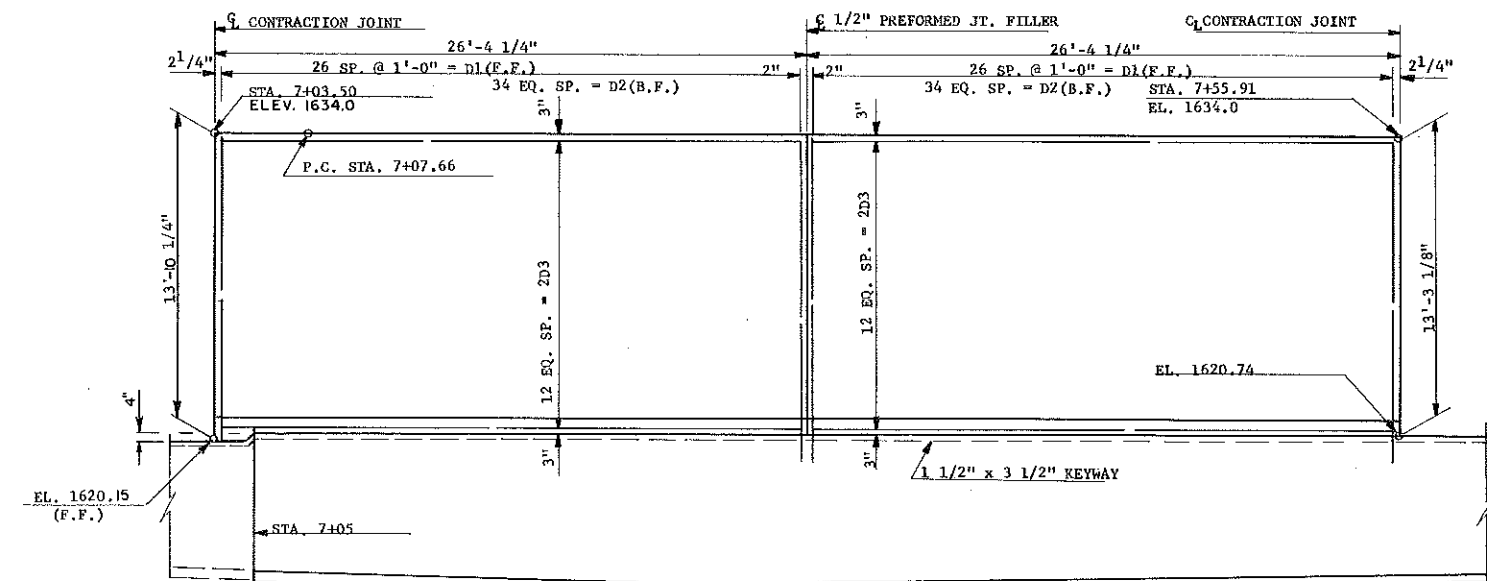 C̲L CONTRACTION JOINT
C̲L 1/2" PREFORMED JT. FILLER
C̲L CONTRACTION JOINT
26'-4 1/4"
26'-4 1/4"
2 1/4"
26 SP. @ 1'-0" = D1(F.F.)
2"
2"
26 SP. @ 1'-0" = D1(F.F.)
2 1/4"
34 EQ. SP. = D2(B.F.)
34 EQ. SP. = D2(B.F.)
STA. 7+03.50
ELEV. 1634.0
3"
3"
STA. 7+55.91
EL. 1634.0
P.C. STA. 7+07.66
13'-10 1/4"
12 EQ. SP. = 2D3
12 EQ. SP. = 2D3
13'-3 1/8"
EL. 1620.74
4"
3"
3"
1 1/2" x 3 1/2" KEYWAY
EL. 1620.15
(F.F.)
STA. 7+05